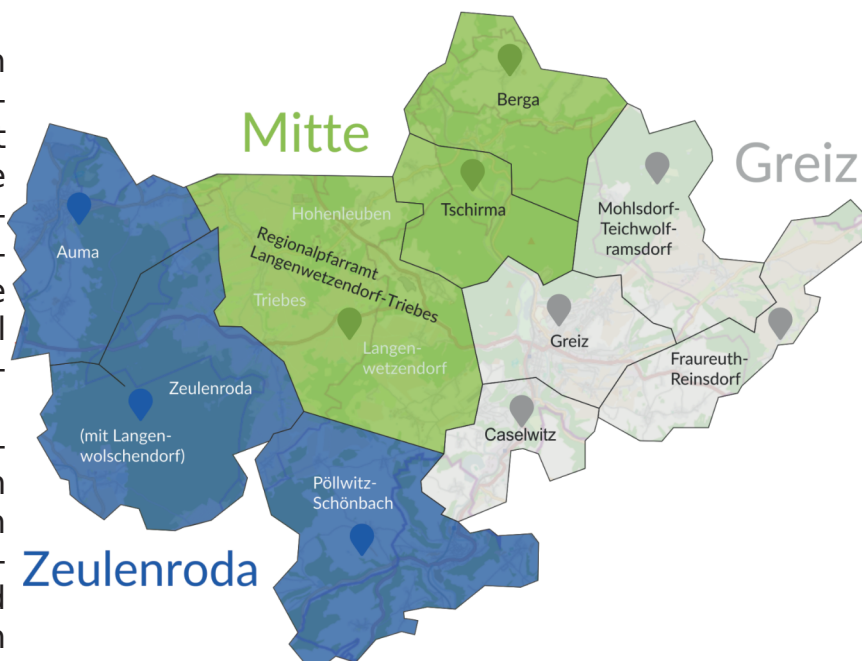 Mitte
Greiz
Zeulenroda
Berga
Tschirma
Mohlsdorf-
Teichwolf-
ramsdorf
Hohenleuben
Regionalpfarramt
Langenwetzendorf-Triebes
Triebes
Langen-
wetzendorf
Auma
Zeulenroda
(mit Langen-
wolschendorf)
Pöllwitz-
Schönbach
Greiz
Fraureuth-
Reinsdorf
Caselwitz